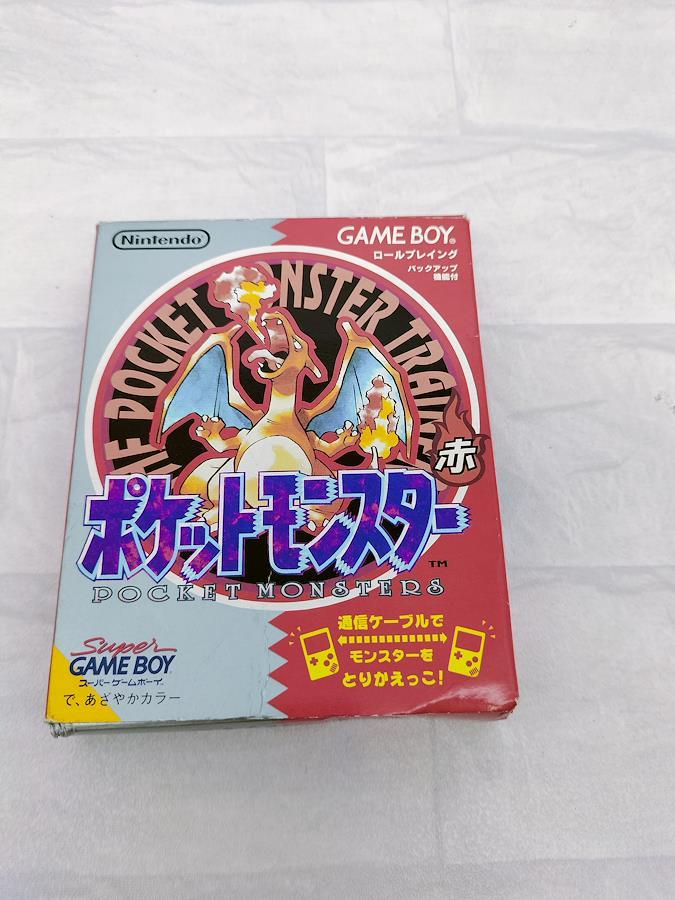 Nintendo
GAME BOY®
ロールプレイング
バックアップ
機能付
POCKET MONSTER TRAINE
赤
ポケットモンスター
TM
POCKET MONSTERS
通信ケーブルで
モンスターを
とりかえっこ!
Super
GAME BOY
スーパーゲームボーイ
で、あざやかカラー